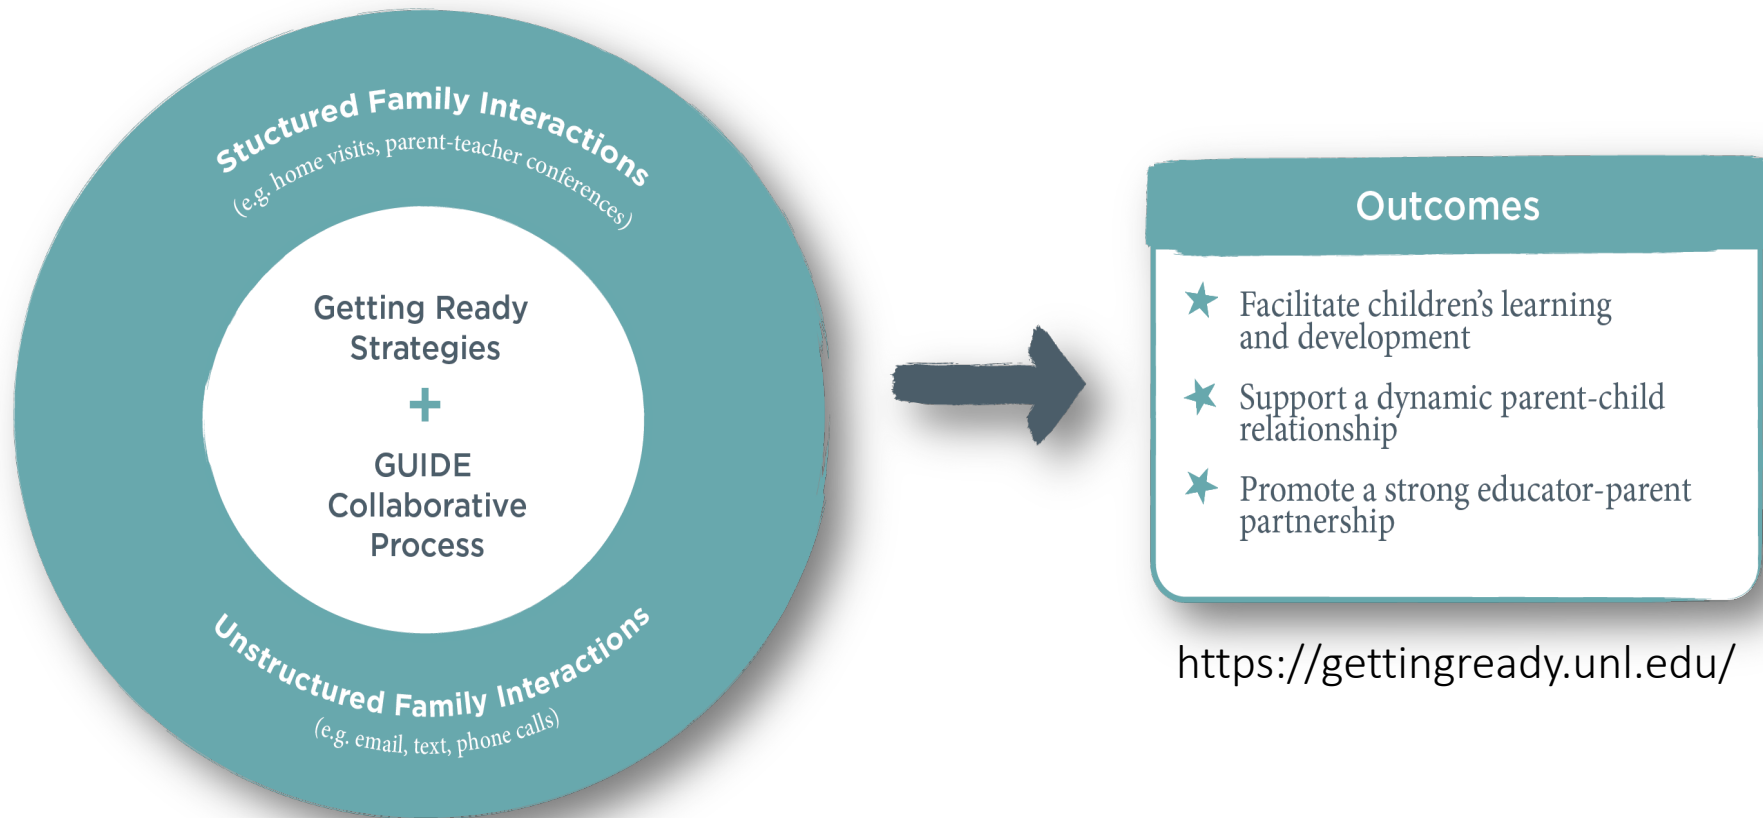 Stuctured Family Interactions
(e.g. home visits, parent-teacher conferences)
Getting Ready
Strategies
+
GUIDE
Collaborative
Process
Unstructured Family Interactions
(e.g. email, text, phone calls)
Outcomes
Facilitate children’s learning
and development
Support a dynamic parent-child
relationship
Promote a strong educator-parent
partnership
https://gettingready.unl.edu/